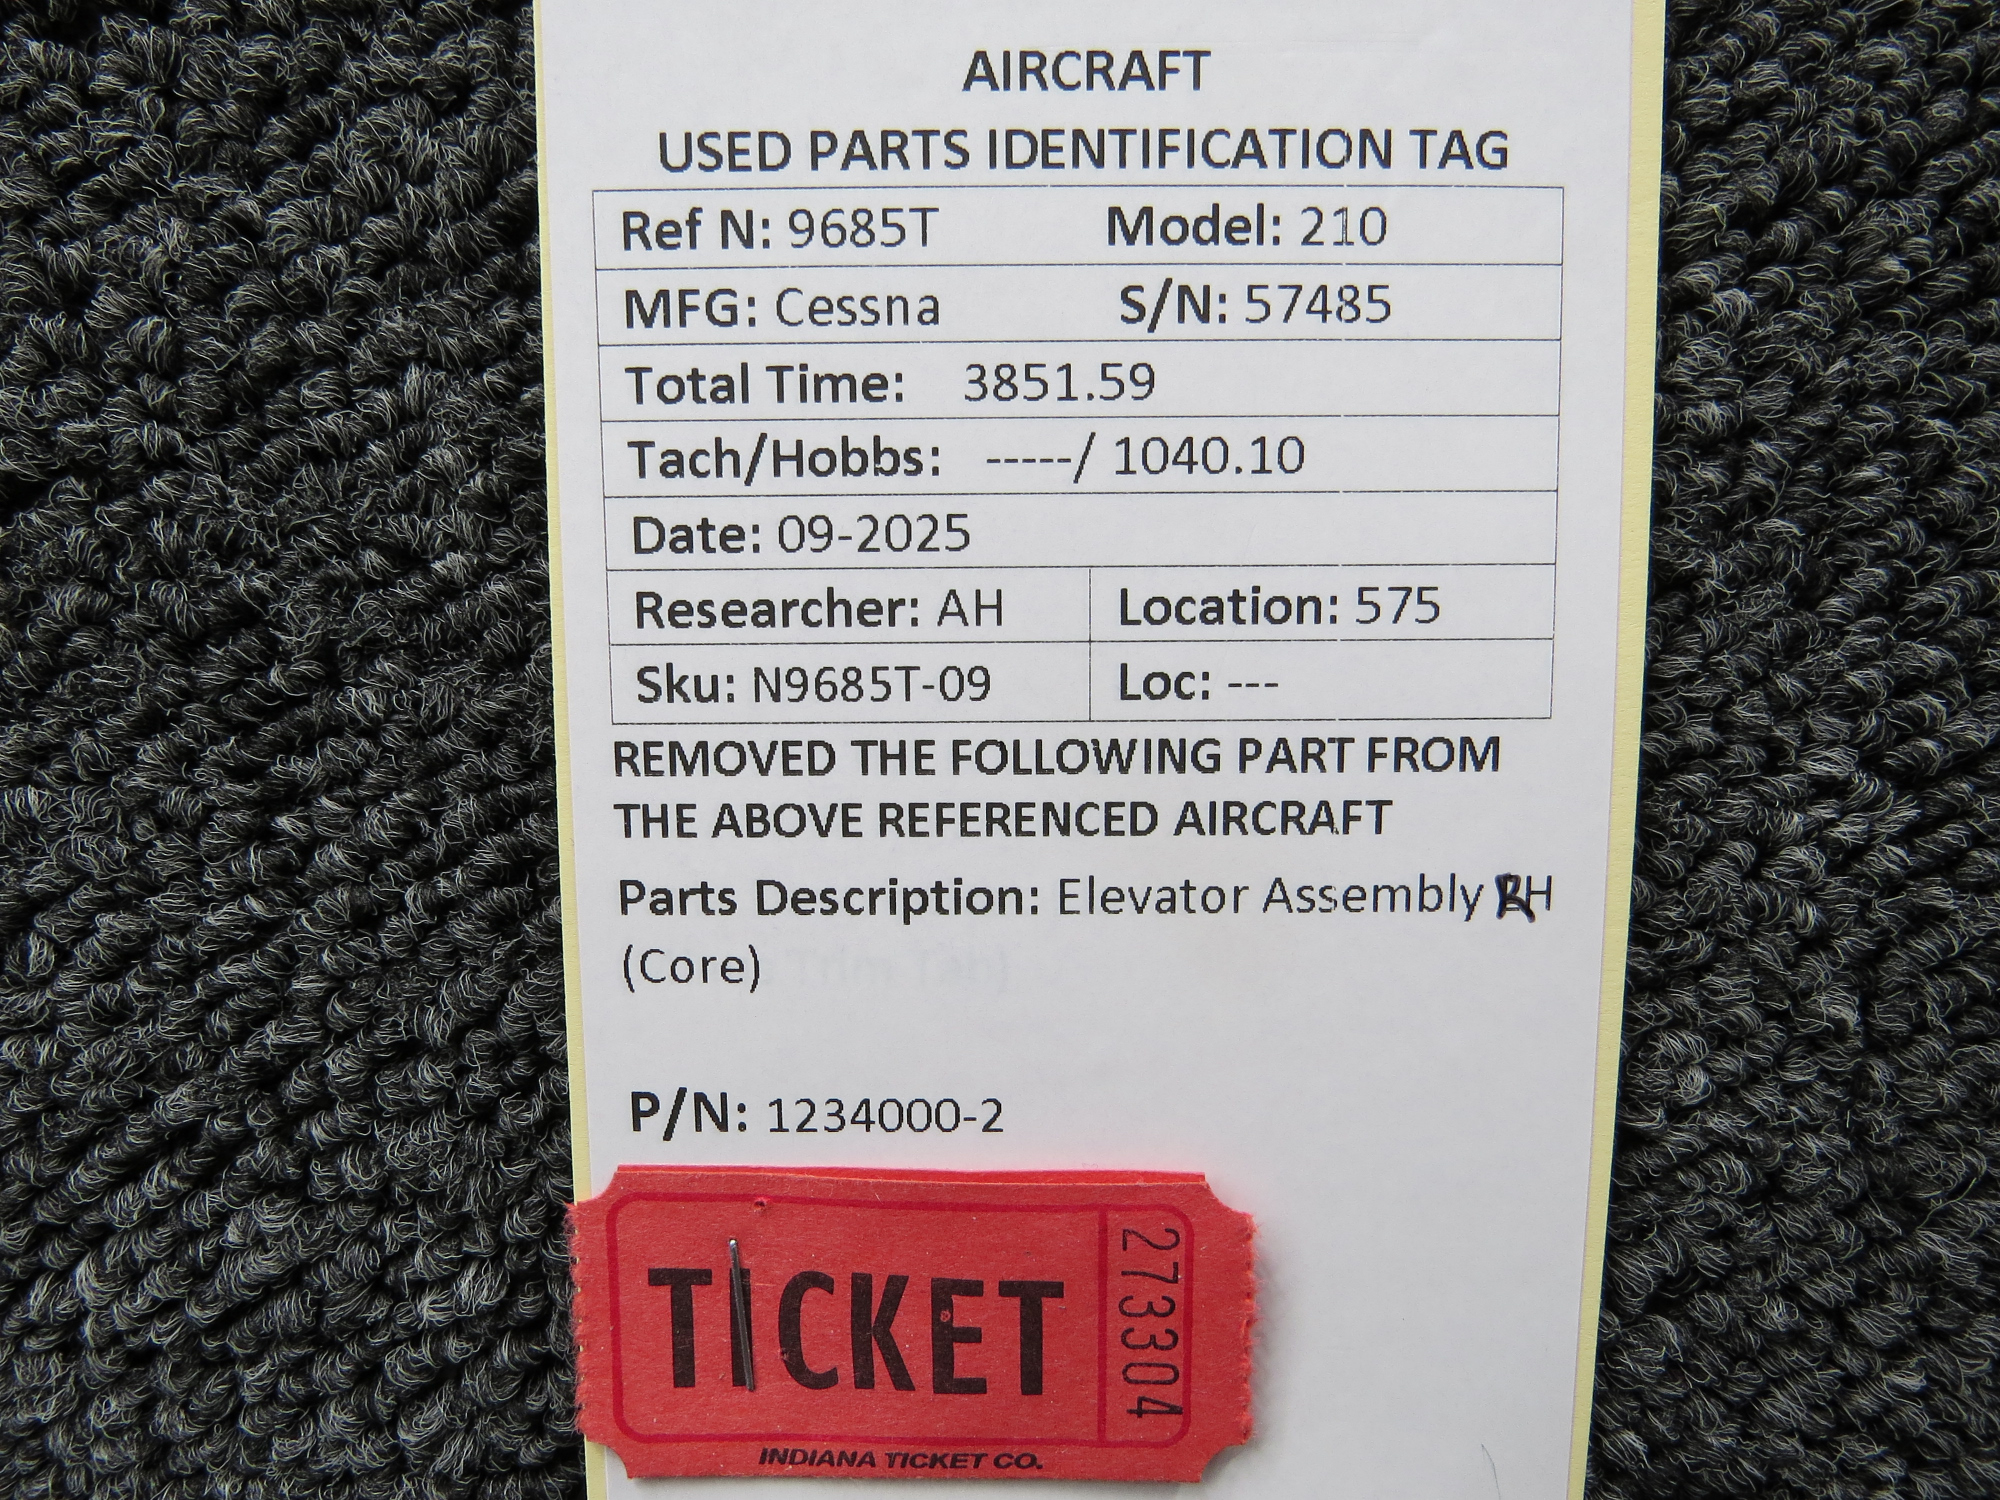 AIRCRAFT
USED PARTS IDENTIFICATION TAG
Ref N: 9685T Model: 210
MFG: Cessna S/N: 57485
Total Time: 3851.59
Tach/Hobbs: -----/ 1040.10
Date: 09-2025
Researcher: AH Location: 575
Sku: N9685T-09 Loc: ---
REMOVED THE FOLLOWING PART FROM
THE ABOVE REFERENCED AIRCRAFT
Parts Description: Elevator Assembly RH
(Core)
Trim Tab)
P/N: 1234000-2
TICKET
273304
INDIANA TICKET CO.